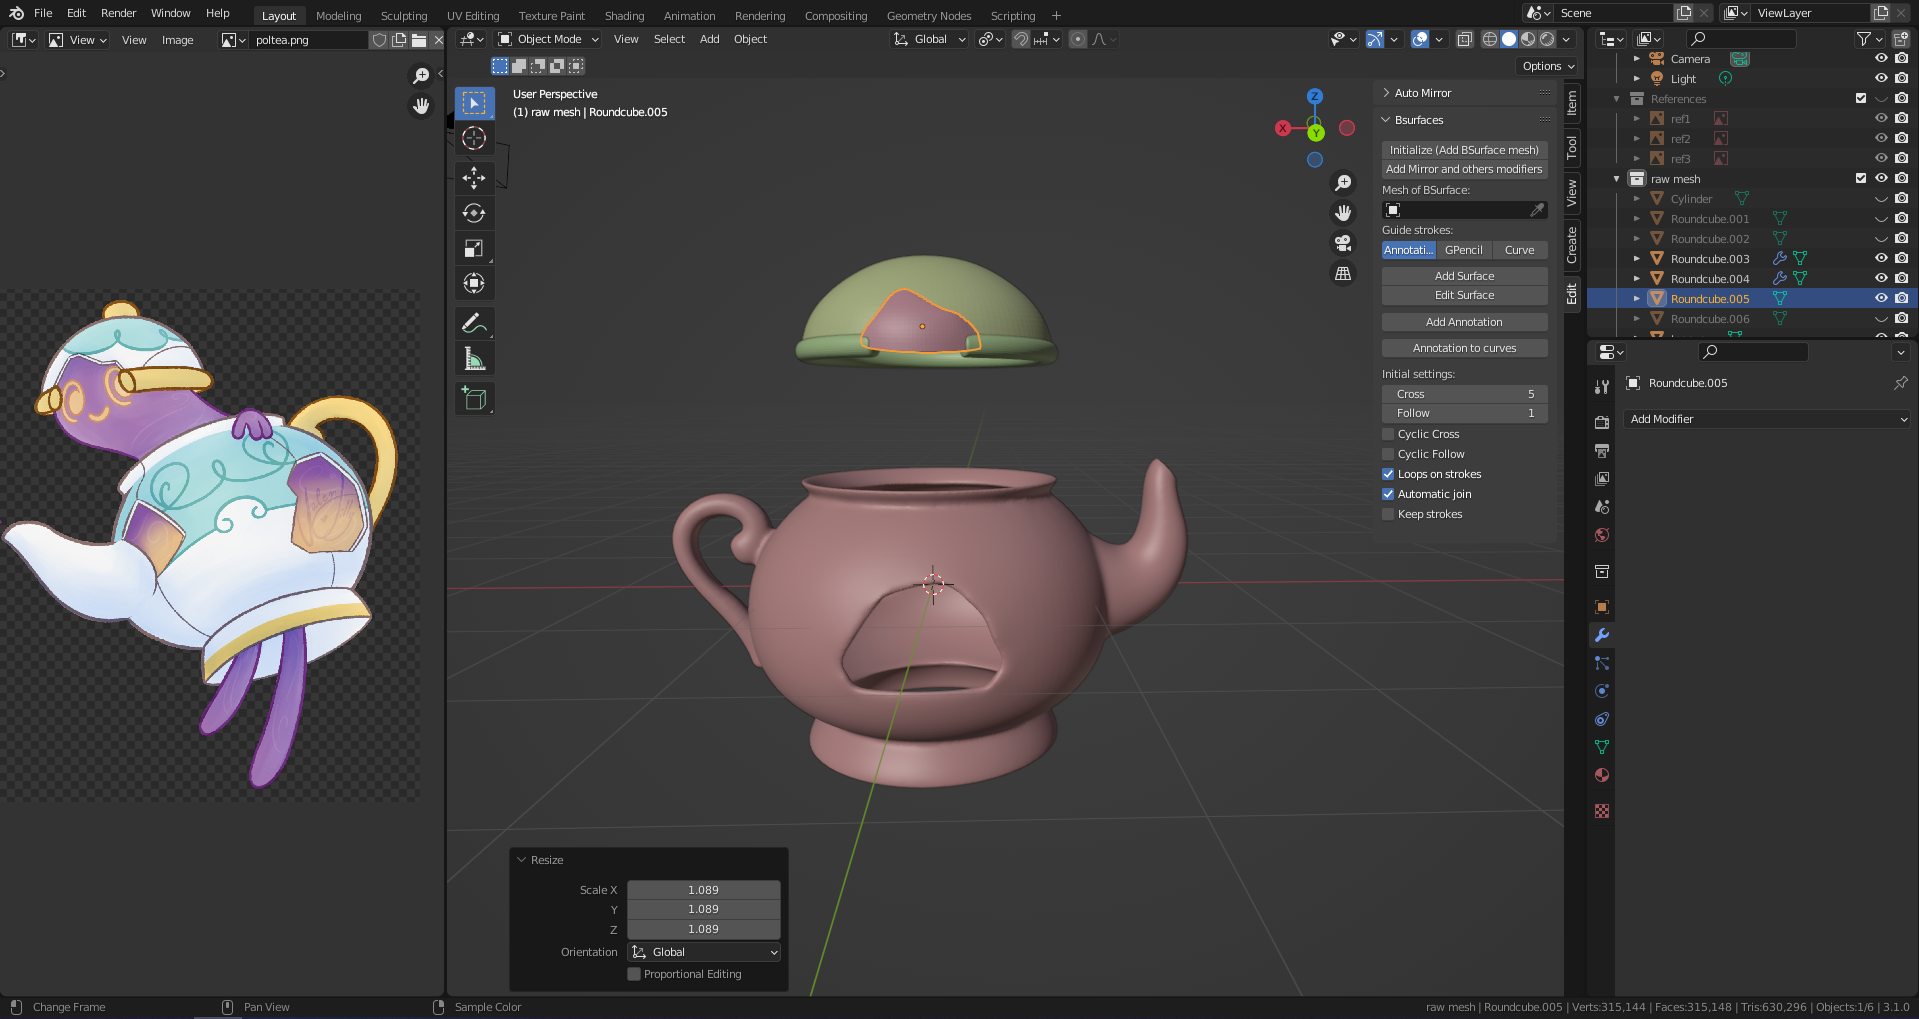 File Edit Render Window Help
Layout Modeling Sculpting UV Editing Texture Paint Shading Animation Rendering Compositing Geometry Nodes Scripting +
Scene
ViewLayer
View View Image poltea.png
Object Mode View Select Add Object
Global
Options
User Perspective
(1) raw mesh | Roundcube.005
Z
X
Y
Auto Mirror
Bsurfaces
Initialize (Add BSurface mesh)
Add Mirror and others modifiers
Mesh of BSurface:
Guide strokes:
Annotati... GPencil Curve
Add Surface
Edit Surface
Add Annotation
Annotation to curves
Initial settings:
Cross 5
Follow 1
Cyclic Cross
Cyclic Follow
Loops on strokes
Automatic join
Keep strokes
Item
Tool
View
Create
Edit
Camera
Light
References
ref1
ref2
ref3
raw mesh
Cylinder
Roundcube.001
Roundcube.002
Roundcube.003
Roundcube.004
Roundcube.005
Roundcube.006
Roundcube.005
Add Modifier
Resize
Scale X 1.089
Y 1.089
Z 1.089
Orientation Global
Proportional Editing
Change Frame
Pan View
Sample Color
raw mesh | Roundcube.005 | Verts:315,144 | Faces:315,148 | Tris:630,296 | Objects:1/6 | 3.1.0